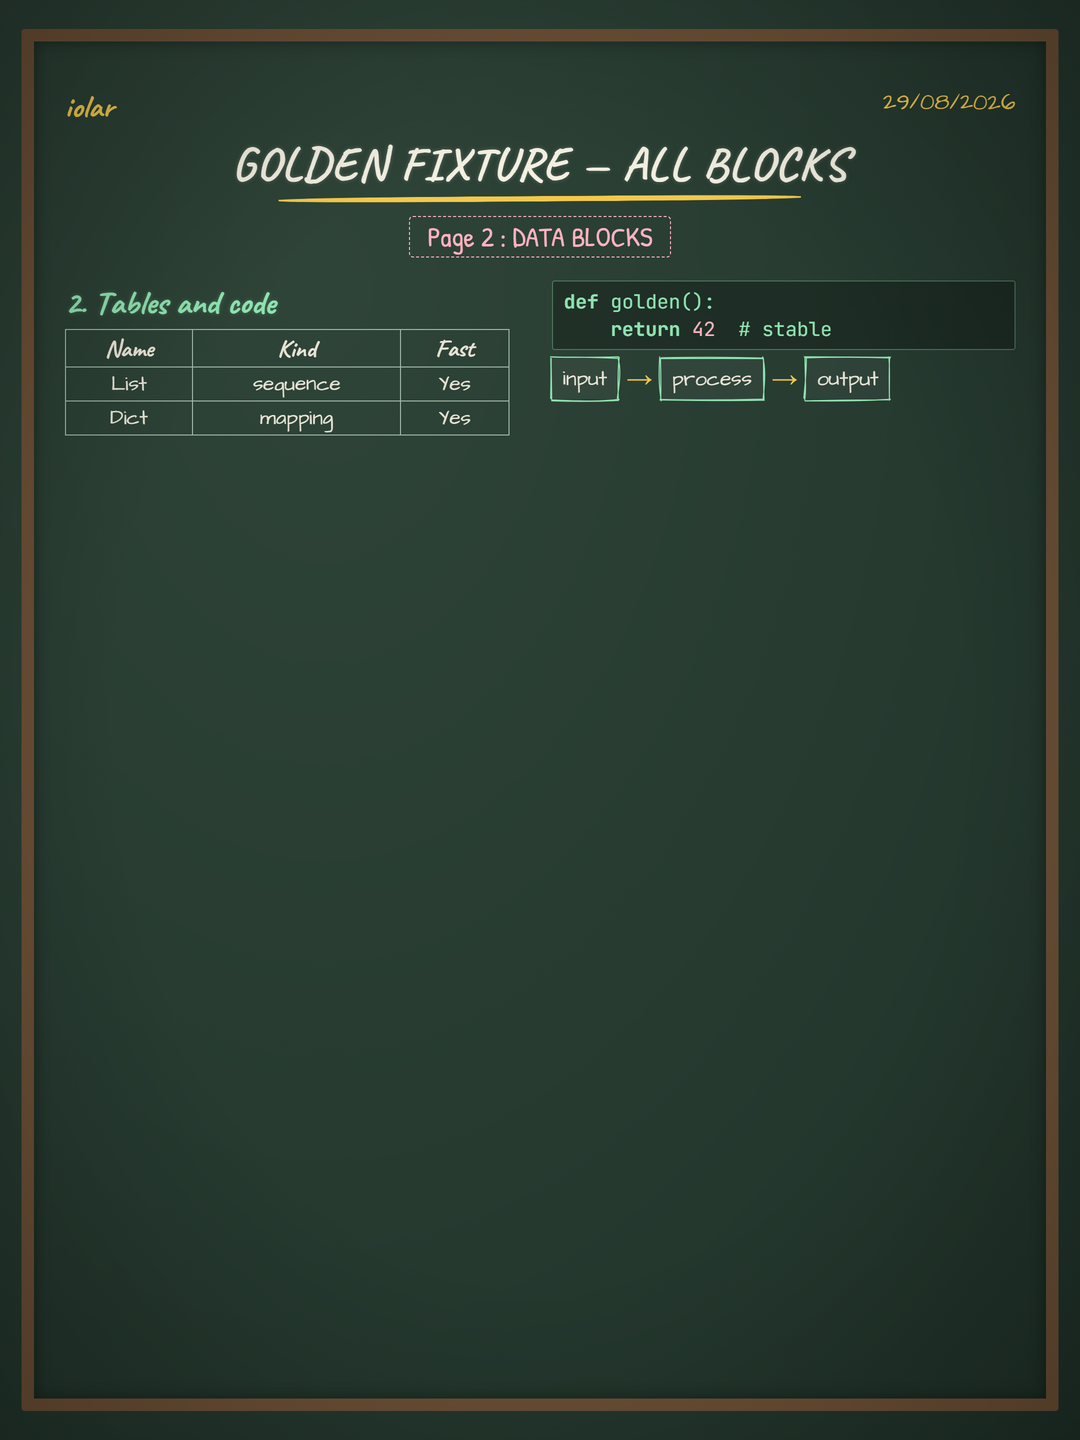 iolar
29/08/2026
GOLDEN FIXTURE – ALL BLOCKS
Page 2 : DATA BLOCKS
2. Tables and code
Name Kind Fast
List sequence Yes
Dict mapping Yes
def golden():
    return 42  # stable
input → process → output